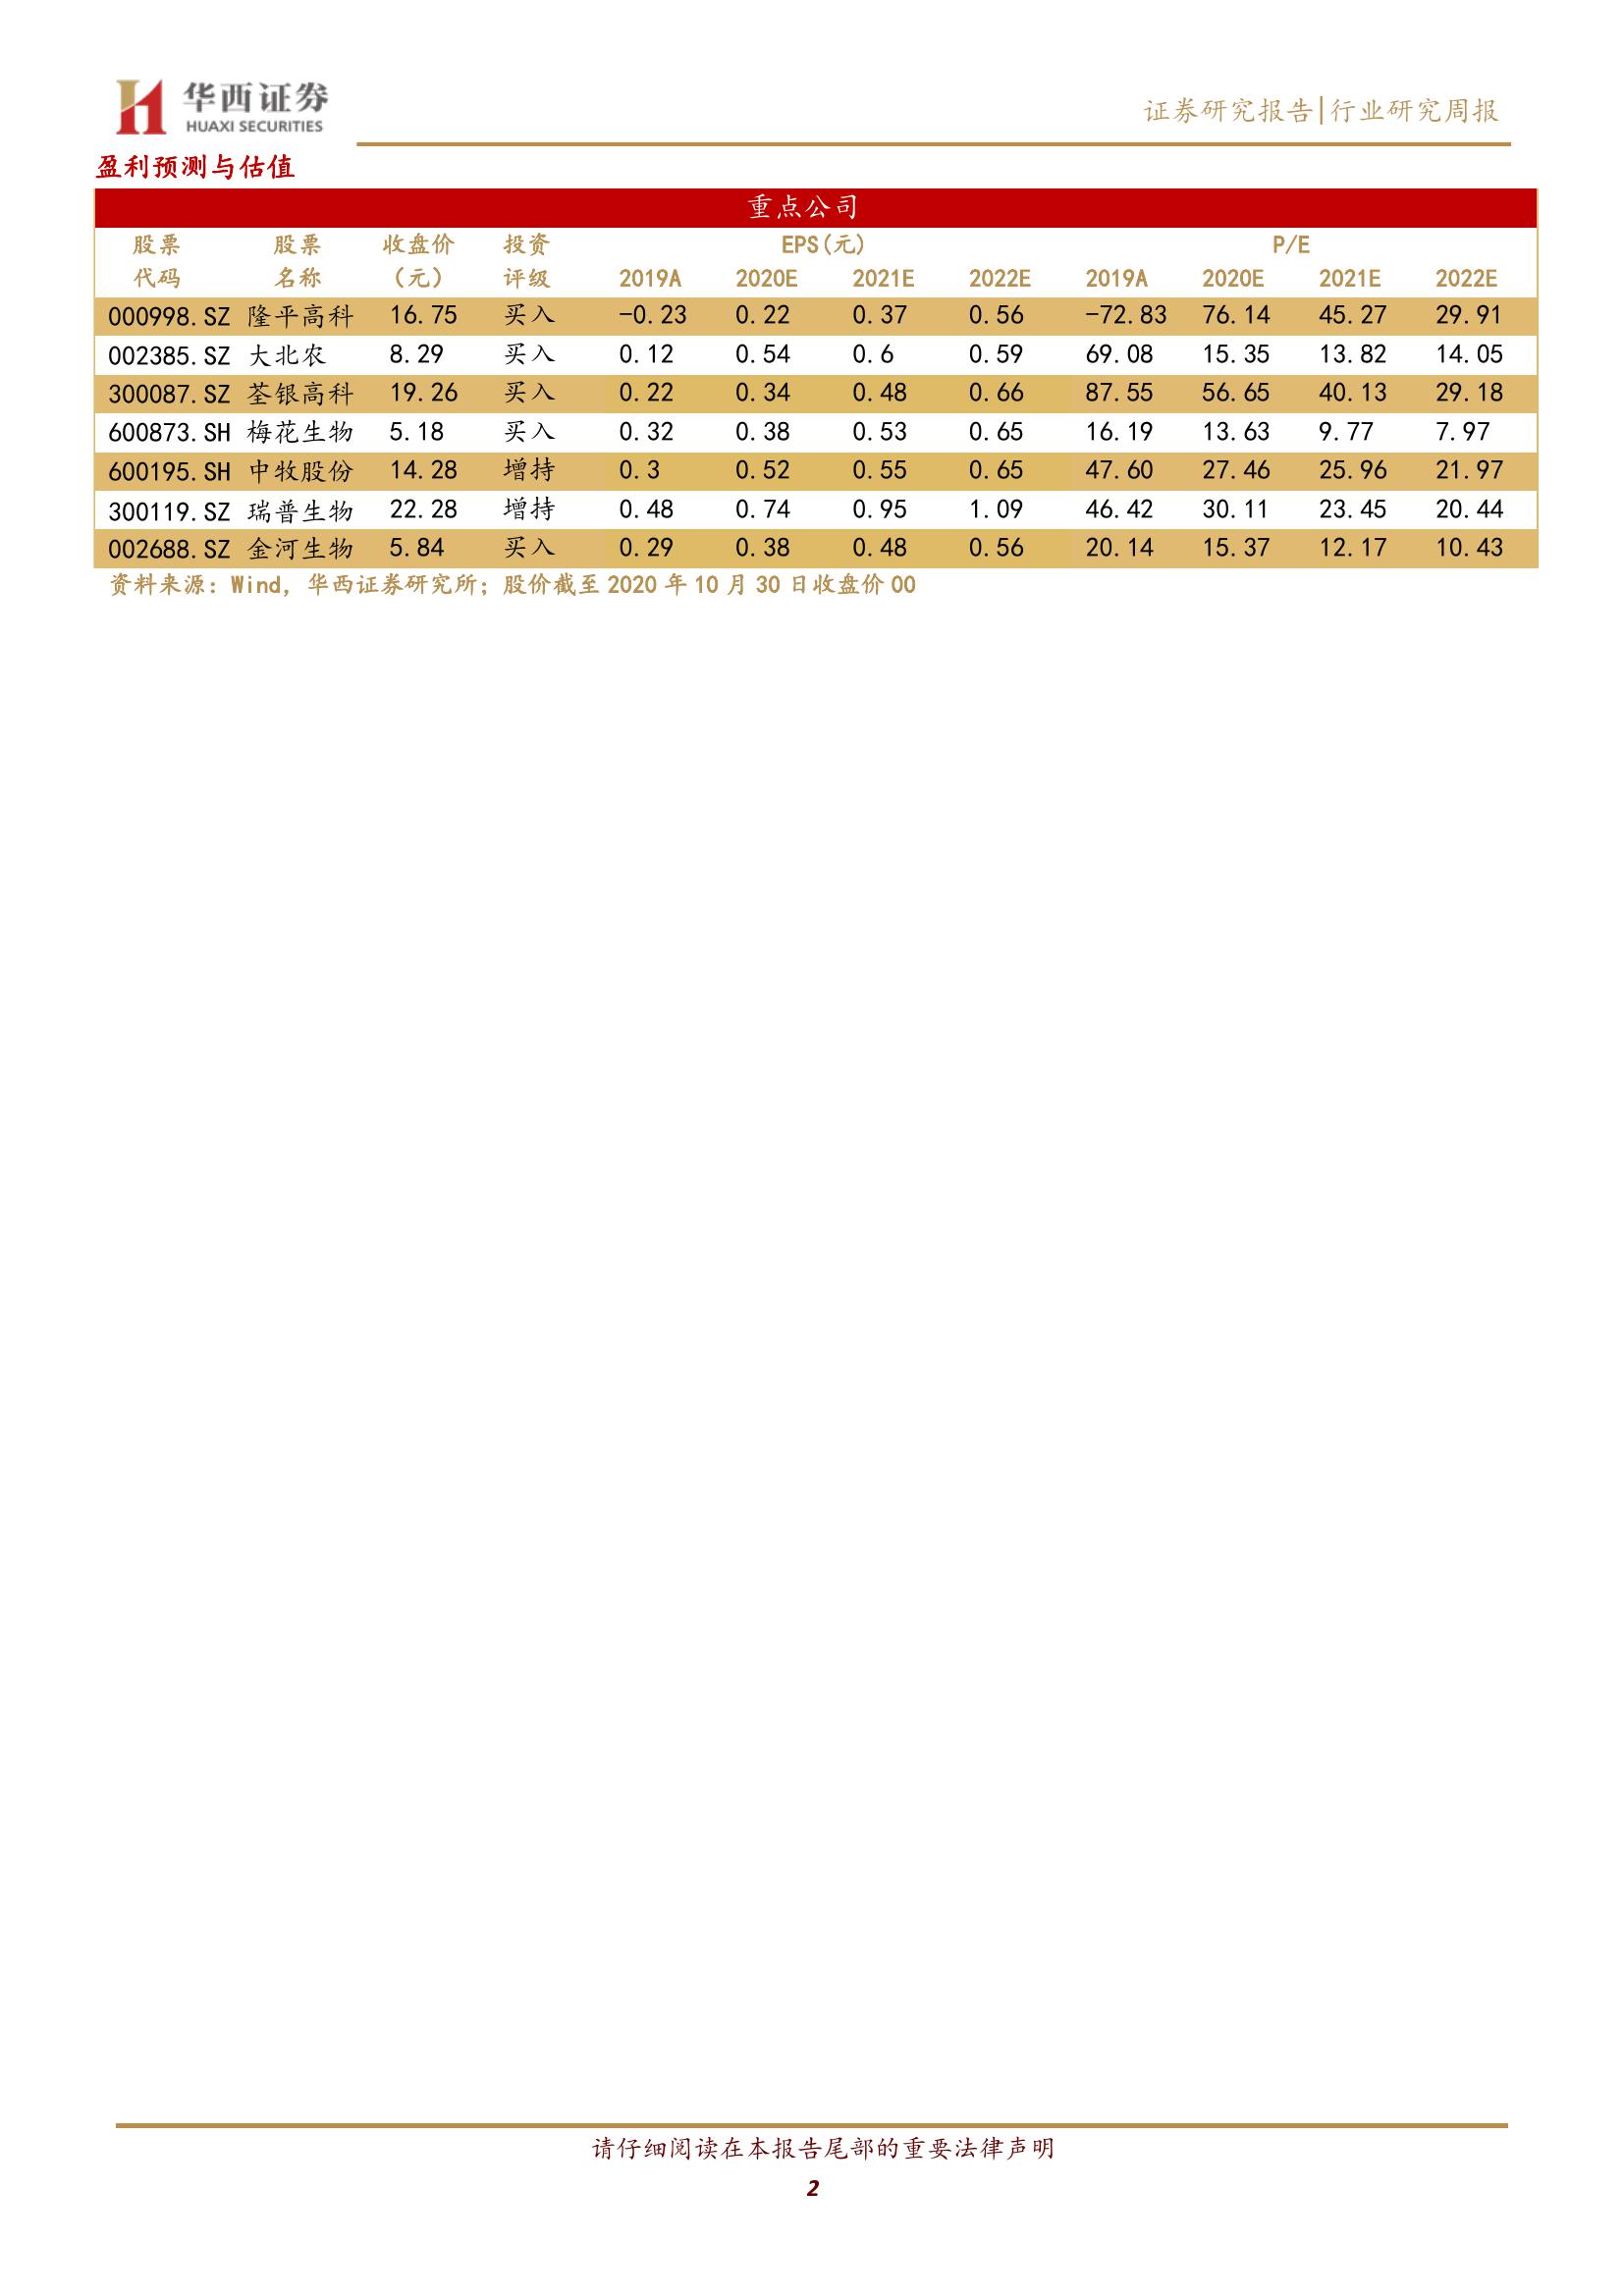 华西证券
HUAXI SECURITIES
证券研究报告|行业研究周报
盈利预测与估值
重点公司
股票 股票 收盘价 投资 EPS(元) P/E
代码 名称 (元) 评级 2019A 2020E 2021E 2022E 2019A 2020E 2021E 2022E
000998.SZ 隆平高科 16.75 买入 -0.23 0.22 0.37 0.56 -72.83 76.14 45.27 29.91
002385.SZ 大北农 8.29 买入 0.12 0.54 0.6 0.59 69.08 15.35 13.82 14.05
300087.SZ 荃银高科 19.26 买入 0.22 0.34 0.48 0.66 87.55 56.65 40.13 29.18
600873.SH 梅花生物 5.18 买入 0.32 0.38 0.53 0.65 16.19 13.63 9.77 7.97
600195.SH 中牧股份 14.28 增持 0.3 0.52 0.55 0.65 47.60 27.46 25.96 21.97
300119.SZ 瑞普生物 22.28 增持 0.48 0.74 0.95 1.09 46.42 30.11 23.45 20.44
002688.SZ 金河生物 5.84 买入 0.29 0.38 0.48 0.56 20.14 15.37 12.17 10.43
资料来源：Wind，华西证券研究所；股价截至 2020 年 10 月 30 日收盘价 00
请仔细阅读在本报告尾部的重要法律声明
2